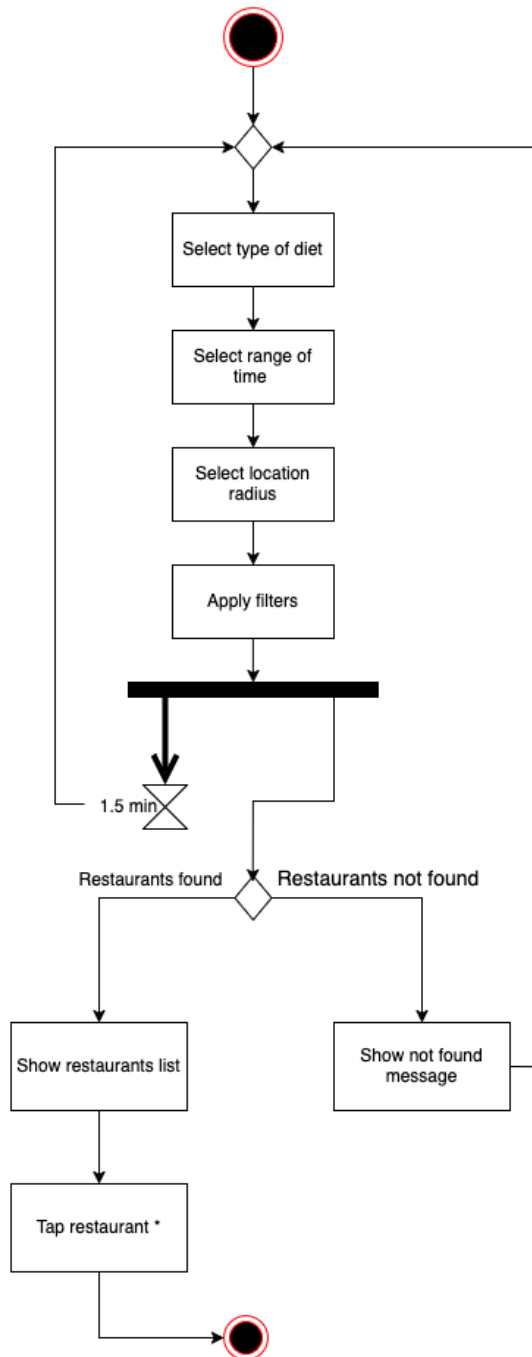 Select type of diet
Select range of
time
Select location
radius
Apply filters
1.5 min
Restaurants found
Restaurants not found
Show restaurants list
Show not found
message
Tap restaurant *